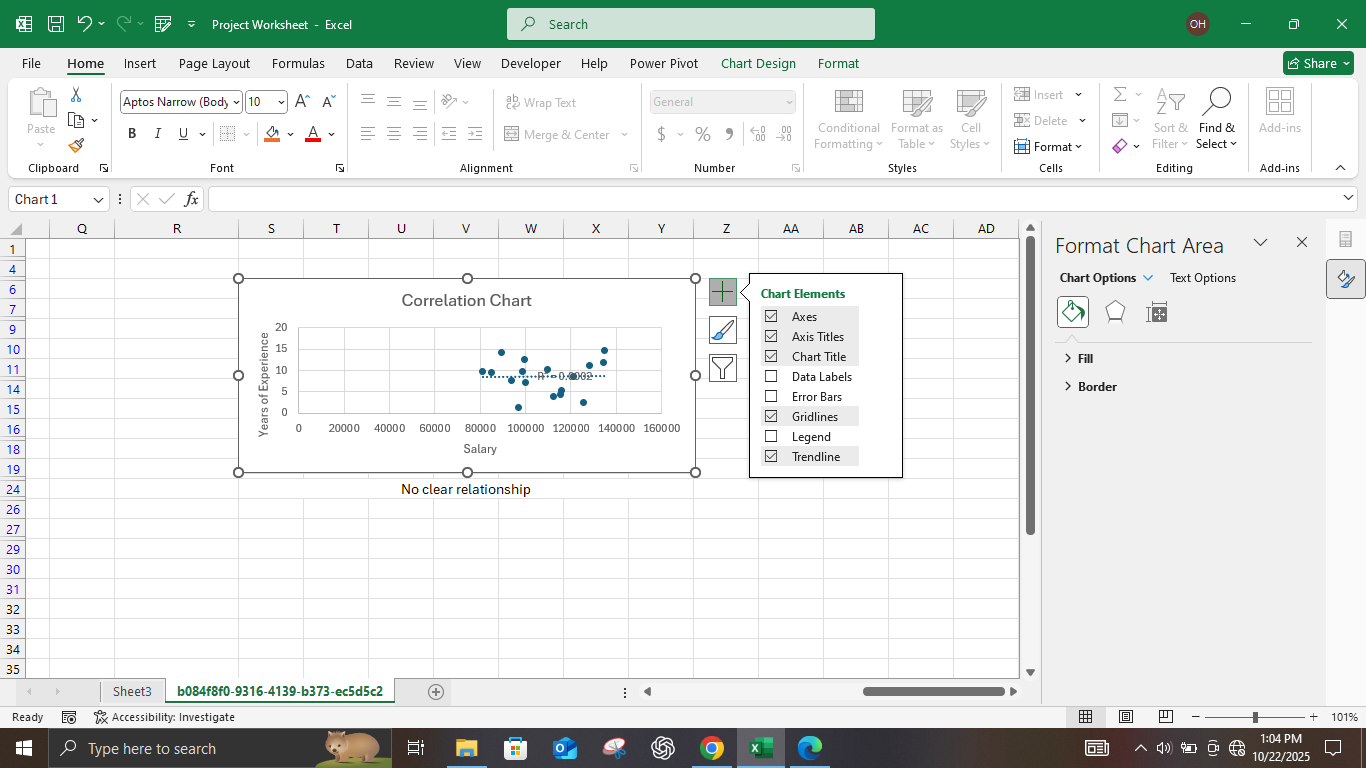 Project Worksheet - Excel
Search
OH
File Home Insert Page Layout Formulas Data Review View Developer Help Power Pivot Chart Design Format Share
Paste
Clipboard
Aptos Narrow (Body 10
B I U
Font
Wrap Text
Merge & Center
Alignment
General
$ %
Number
Conditional Formatting
Format as Table
Cell Styles
Styles
Insert
Delete
Format
Cells
Sort & Filter
Find & Select
Editing
Add-ins
Add-ins
Chart 1
fx
Q R S T U V W X Y Z AA AB AC AD
1
4
6
7
9
10
11
14
15
16
18
19
24
26
27
29
30
31
32
33
34
35
Correlation Chart
Years of Experience
20
15
10
5
0
0 20000 40000 60000 80000 100000 120000 140000 160000
Salary
No clear relationship
Chart Elements
Axes
Axis Titles
Chart Title
Data Labels
Error Bars
Gridlines
Legend
Trendline
Format Chart Area
Chart Options Text Options
Fill
Border
Sheet3 b084f8f0-9316-4139-b373-ec5d5c2
Ready Accessibility: Investigate 101%
Type here to search
1:04 PM
10/22/2025